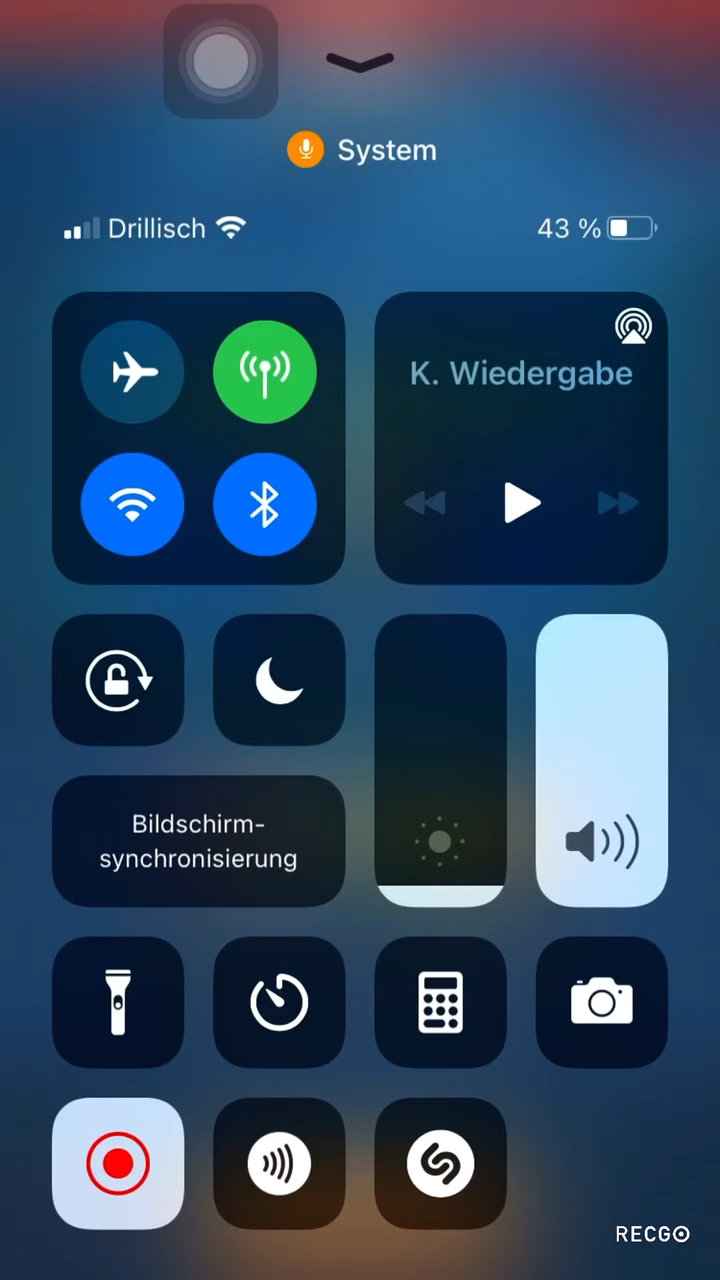 System
Drillisch
43 %
K. Wiedergabe
Bildschirm-
synchronisierung
RECGO